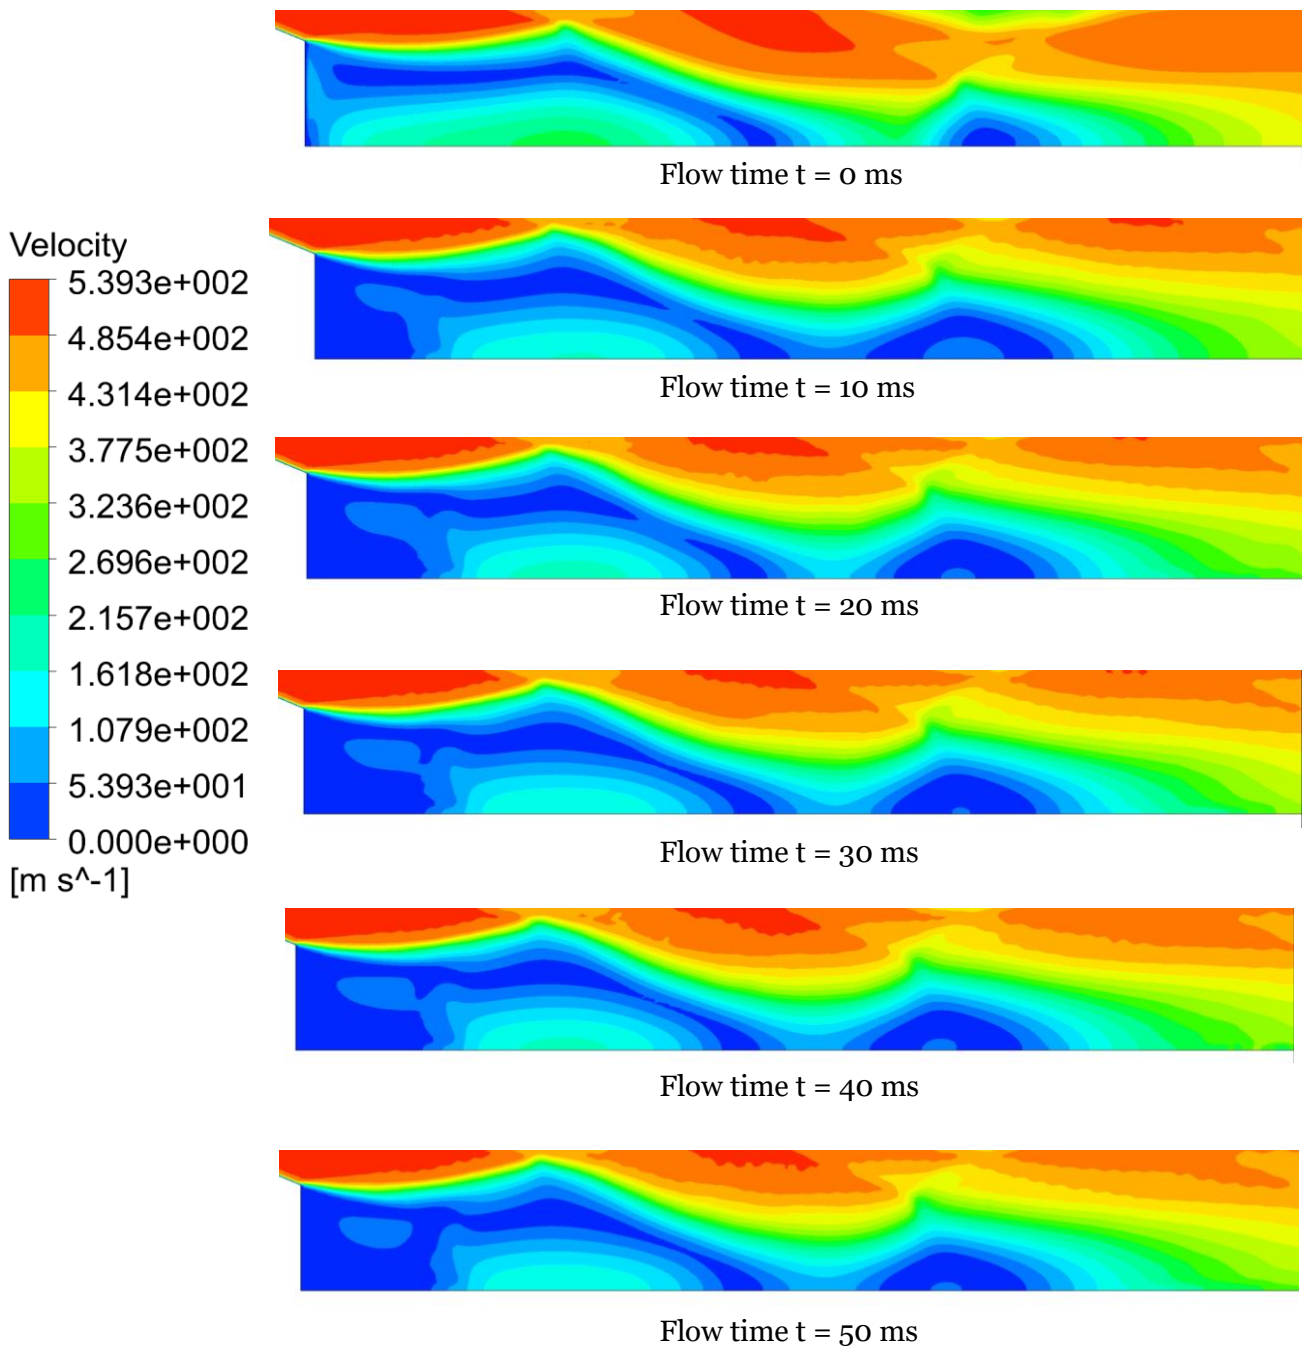 Flow time t = 0 ms
Velocity
5.393e+002
4.854e+002
4.314e+002
3.775e+002
3.236e+002
2.696e+002
2.157e+002
1.618e+002
1.079e+002
5.393e+001
0.000e+000
[m s^-1]
Flow time t = 10 ms
Flow time t = 20 ms
Flow time t = 30 ms
Flow time t = 40 ms
Flow time t = 50 ms